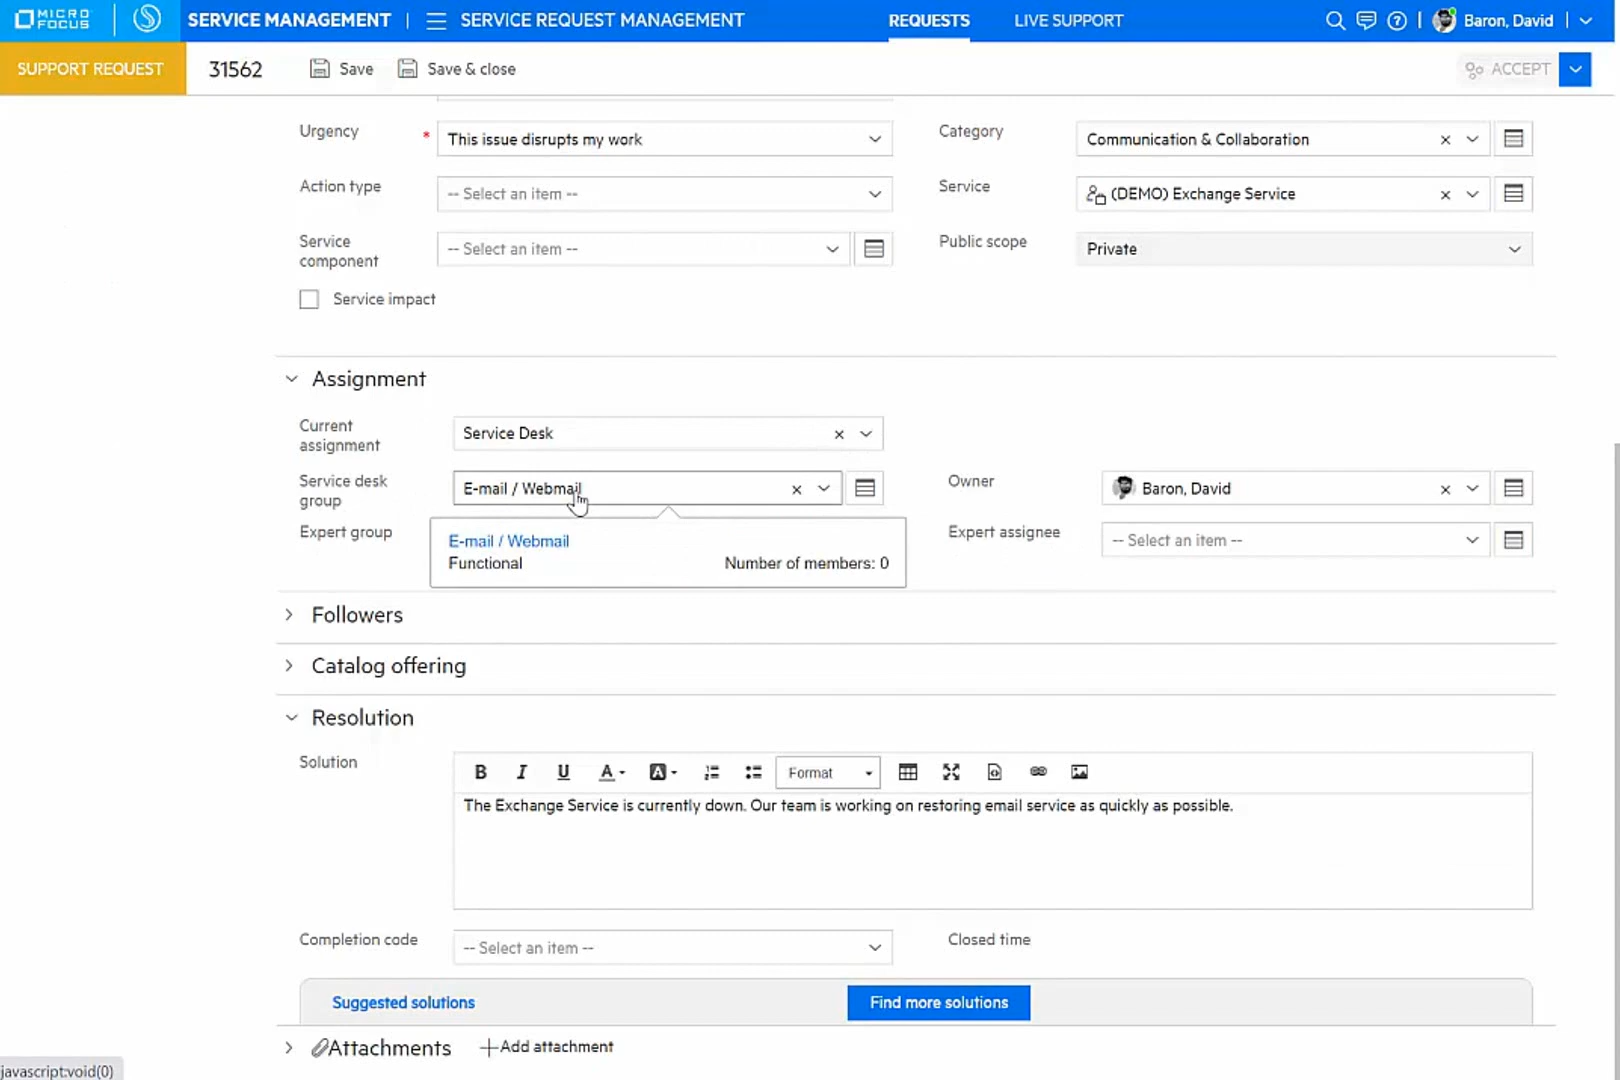 MICRO FOCUS
SERVICE MANAGEMENT | SERVICE REQUEST MANAGEMENT REQUESTS LIVE SUPPORT Baron, David
SUPPORT REQUEST 31562 Save Save & close ACCEPT
Urgency * This issue disrupts my work Category Communication & Collaboration
Action type -- Select an item -- Service (DEMO) Exchange Service
Service component -- Select an item -- Public scope Private
Service impact
Assignment
Current assignment Service Desk
Service desk group E-mail / Webmail Owner Baron, David
Expert group Expert assignee -- Select an item --
E-mail / Webmail
Functional Number of members: 0
Followers
Catalog offering
Resolution
Solution B I U A A Format
The Exchange Service is currently down. Our team is working on restoring email service as quickly as possible.
Completion code -- Select an item -- Closed time
Suggested solutions Find more solutions
Attachments Add attachment
javascript:void(0)